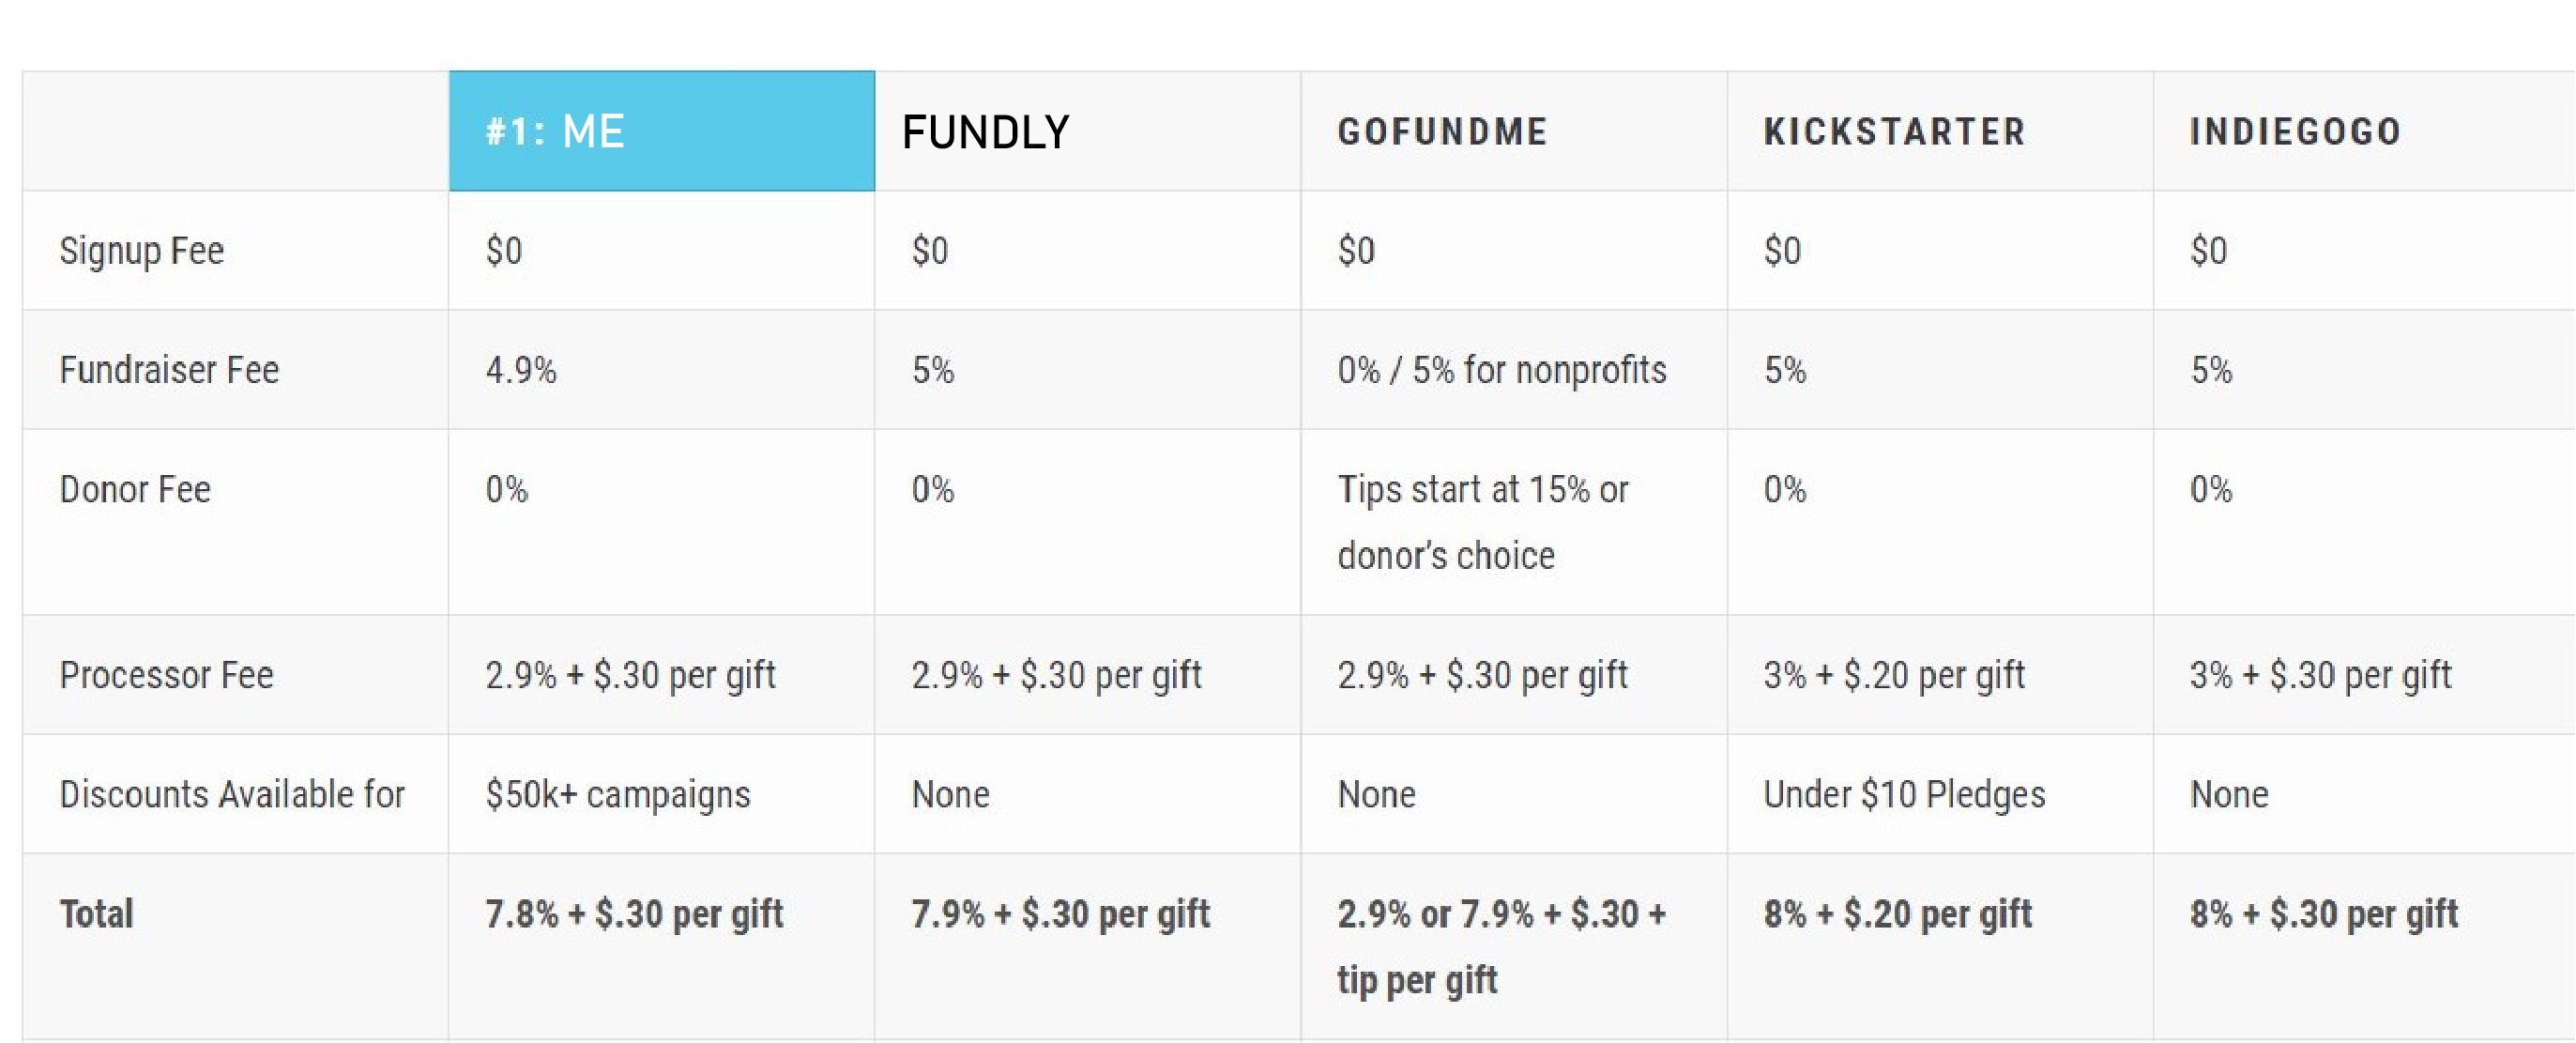 #1: ME FUNDLY GOFUNDME KICKSTARTER INDIEGOGO
Signup Fee $0 $0 $0 $0 $0
Fundraiser Fee 4.9% 5% 0% / 5% for nonprofits 5% 5%
Donor Fee 0% 0% Tips start at 15% or 0% 0%
donor’s choice
Processor Fee 2.9% + $.30 per gift 2.9% + $.30 per gift 2.9% + $.30 per gift 3% + $.20 per gift 3% + $.30 per gift
Discounts Available for $50k+ campaigns None None Under $10 Pledges None
Total 7.8% + $.30 per gift 7.9% + $.30 per gift 2.9% or 7.9% + $.30 + 8% + $.20 per gift 8% + $.30 per gift
tip per gift